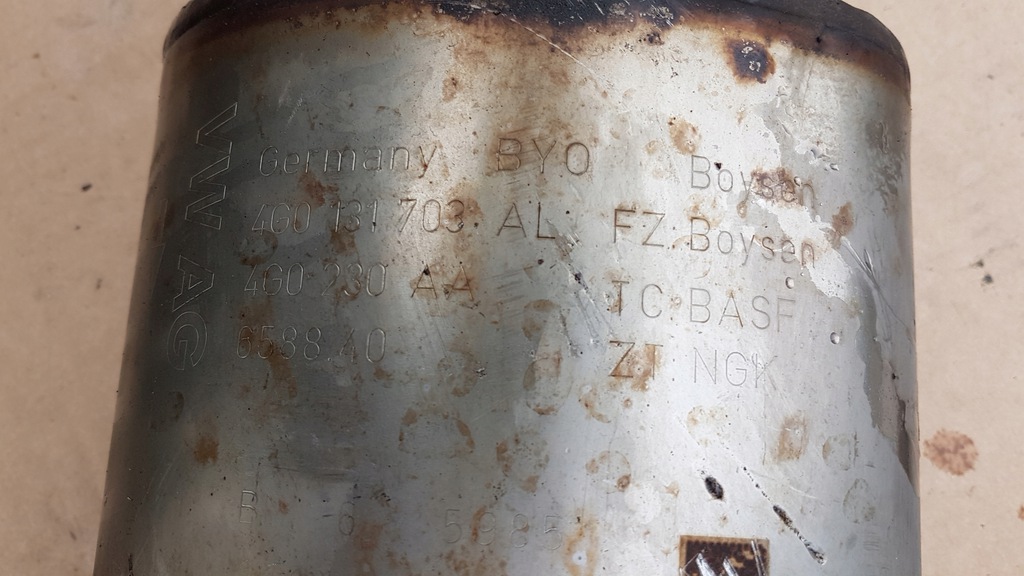 VW AG
Germany BYO Boysen
4G0 131 703 AL FZ: Boysen
4G0 230 AA TC: BASF
6588.40 ZT: NGK